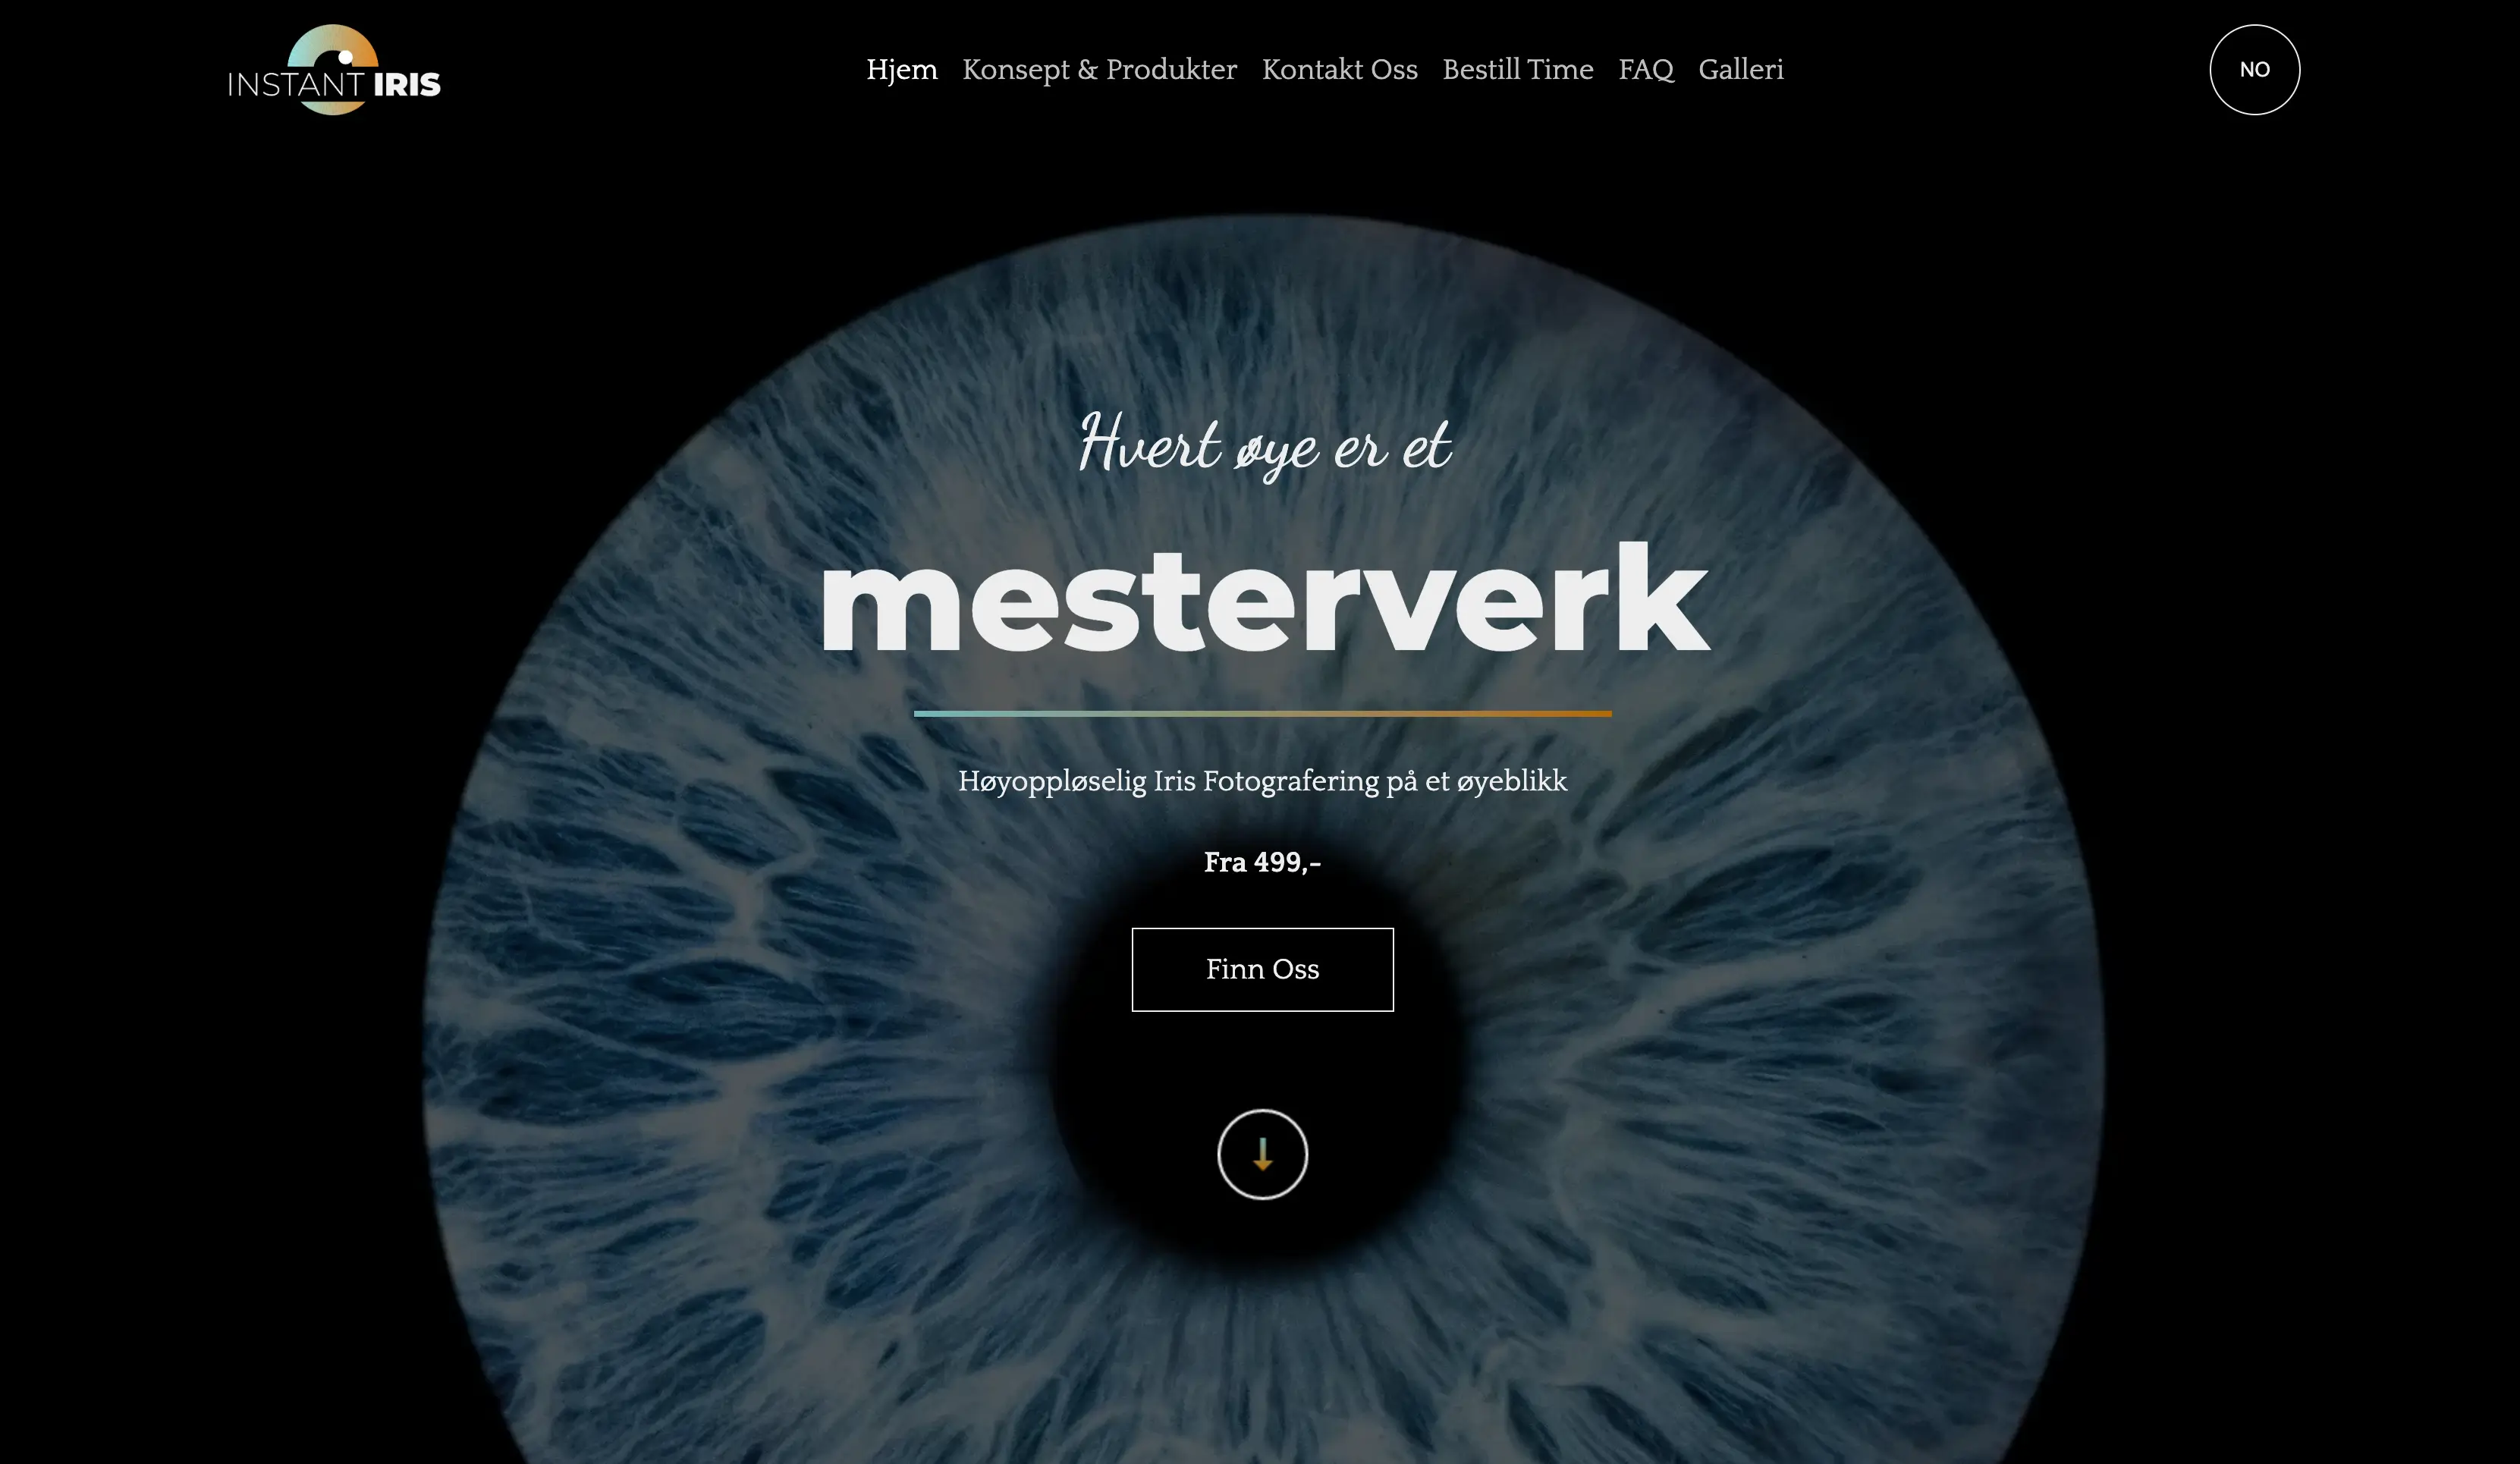 INSTANT IRIS
Hjem Konsept & Produkter Kontakt Oss Bestill Time FAQ Galleri
NO
Hvert øye er et
mesterverk
Høyoppløselig Iris Fotografering på et øyeblikk
Fra 499,-
Finn Oss